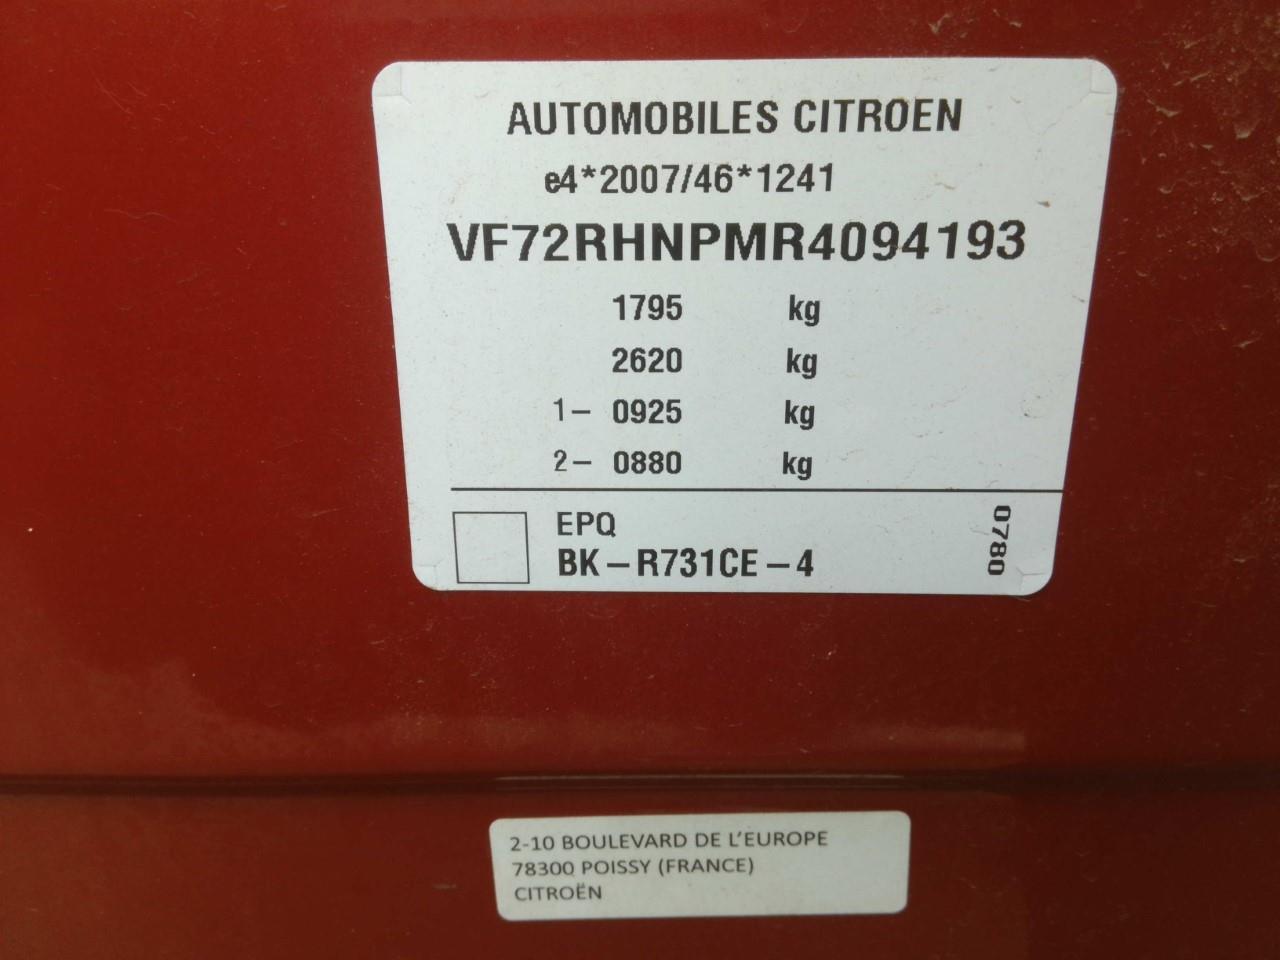 AUTOMOBILES CITROEN
e4*2007/46*1241
VF72RHNPMR4094193
1795 kg
2620 kg
1- 0925 kg
2- 0880 kg
EPQ
BK-R731CE-4
0780
2-10 BOULEVARD DE L'EUROPE
78300 POISSY (FRANCE)
CITROËN